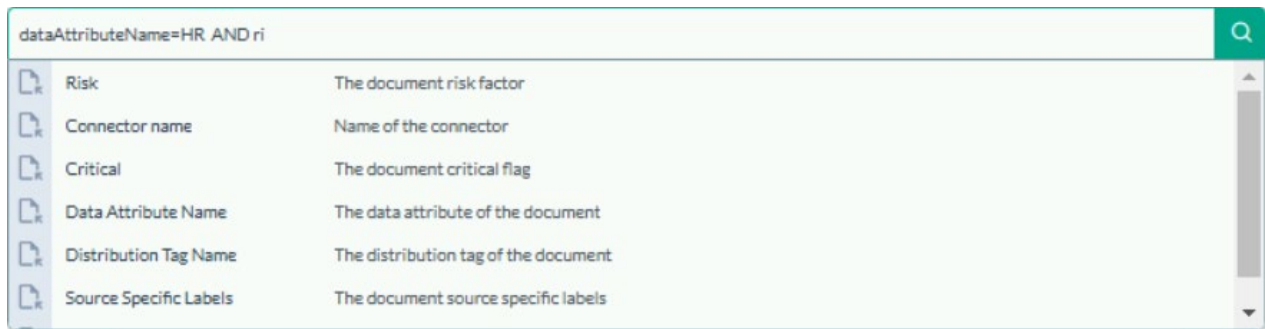 dataAttributeName=HR AND ri
Risk The document risk factor
Connector name Name of the connector
Critical The document critical flag
Data Attribute Name The data attribute of the document
Distribution Tag Name The distribution tag of the document
Source Specific Labels The document source specific labels